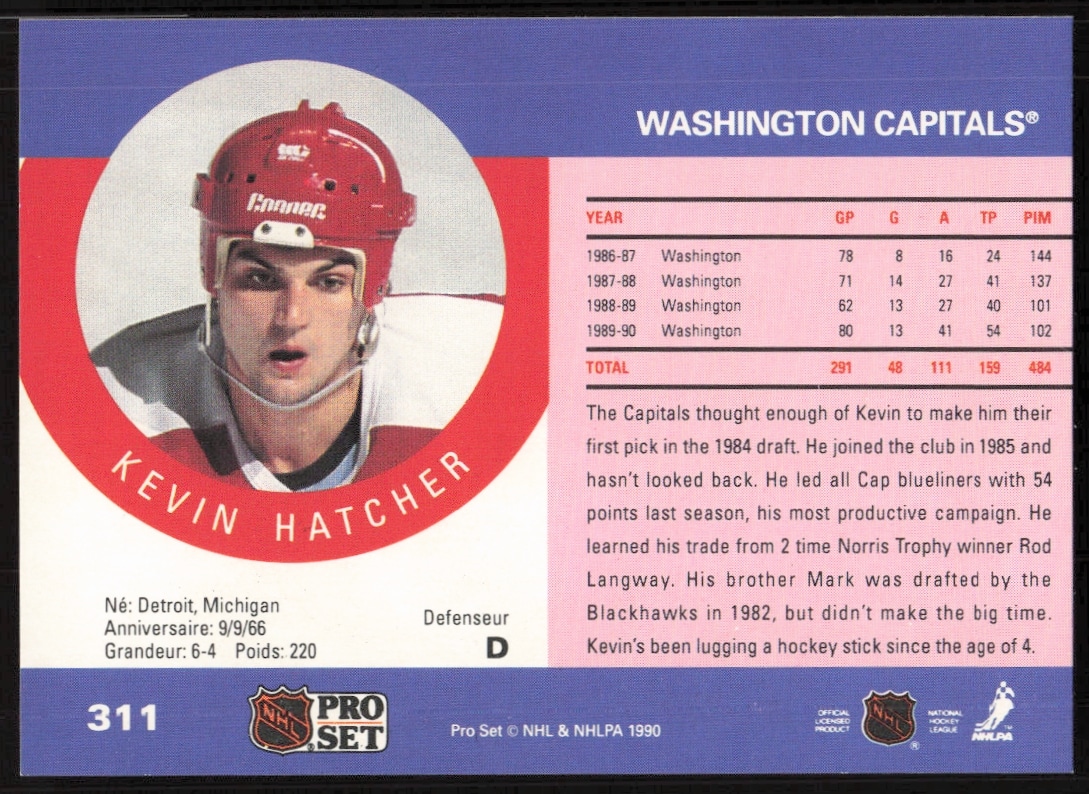 WASHINGTON CAPITALS®
YEAR GP G A TP PIM
1986-87 Washington 78 8 16 24 144
1987-88 Washington 71 14 27 41 137
1988-89 Washington 62 13 27 40 101
1989-90 Washington 80 13 41 54 102
TOTAL 291 48 111 159 484
The Capitals thought enough of Kevin to make him their
first pick in the 1984 draft. He joined the club in 1985 and
hasn't looked back. He led all Cap blueliners with 54
points last season, his most productive campaign. He
learned his trade from 2 time Norris Trophy winner Rod
Langway. His brother Mark was drafted by the
Blackhawks in 1982, but didn't make the big time.
Kevin's been lugging a hockey stick since the age of 4.
Conner
KEVIN HATCHER
Né: Detroit, Michigan
Anniversaire: 9/9/66
Grandeur: 6-4 Poids: 220
Defenseur
D
311
NHL
PRO
SET
Pro Set © NHL & NHLPA 1990
OFFICIAL
LICENSED
PRODUCT
NHL
®
NATIONAL
HOCKEY
LEAGUE
NHLPA
™